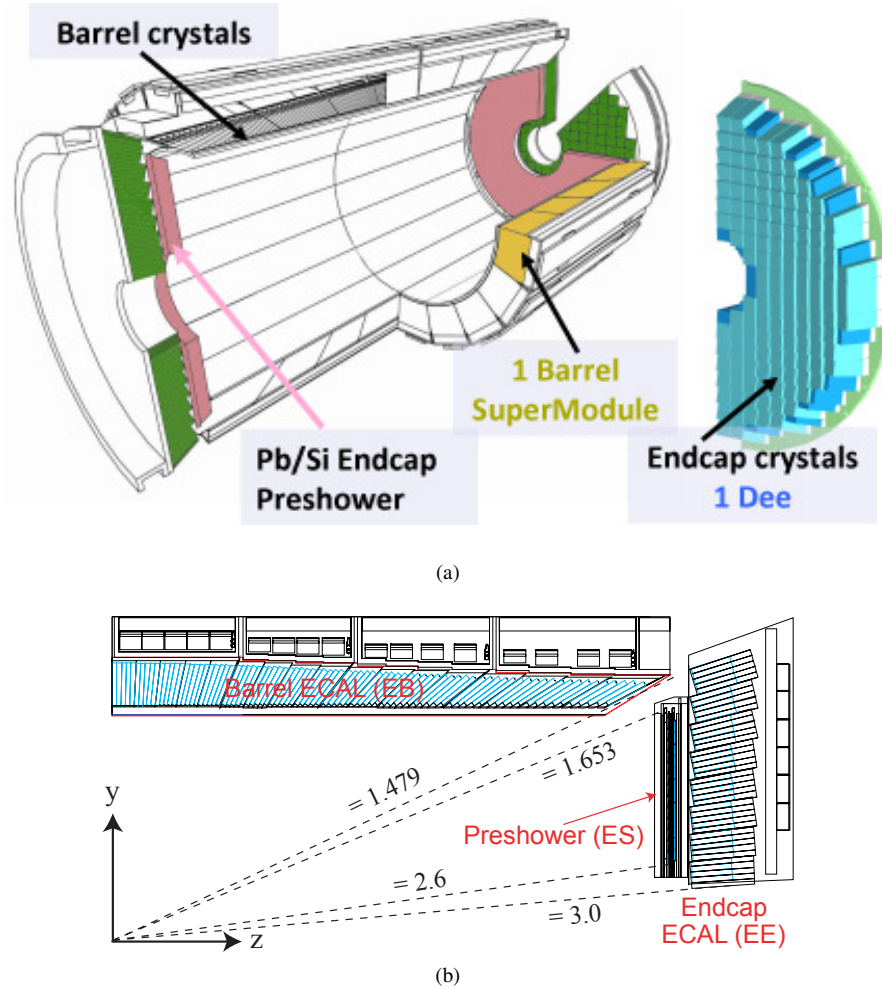 Barrel crystals
1 Barrel
SuperModule
Pb/Si Endcap
Preshower
Endcap crystals
1 Dee
(a)
Barrel ECAL (EB)
= 1.479
= 1.653
y
Preshower (ES)
= 2.6
= 3.0
z
Endcap
ECAL (EE)
(b)